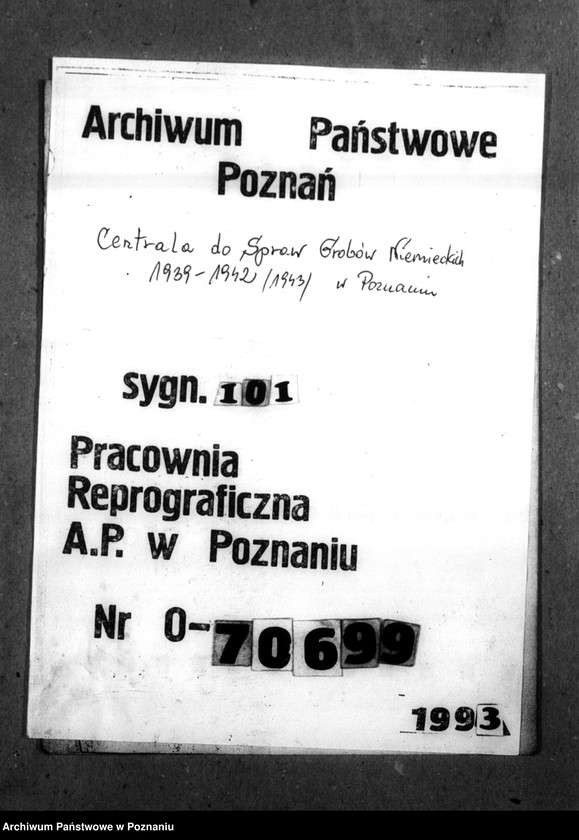 Archiwum Państwowe
Poznań
Centrala do Spraw Grobów Niemieckich
1939-1942 /1943/ w Poznaniu
sygn. 101
Pracownia
Reprograficzna
A.P. w Poznaniu
Nr 0-70699
1993
Archiwum Państwowe w Poznaniu